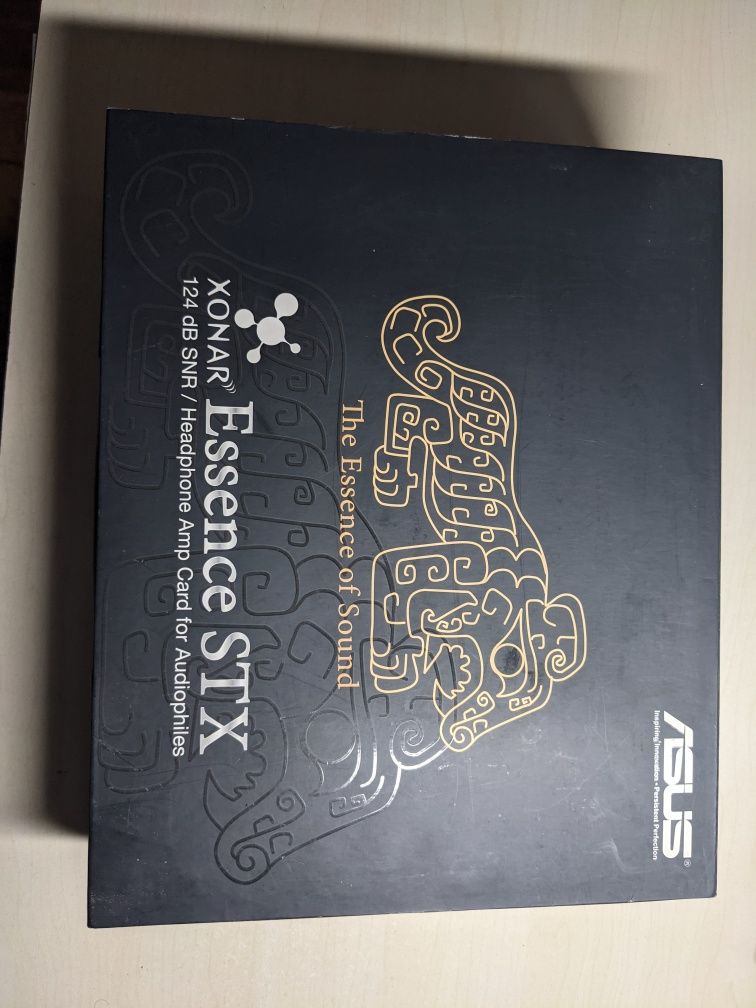 ASUS®
Inspiring Innovation • Persistent Perfection
The Essence of Sound
XONAR Essence STX
124 dB SNR / Headphone Amp Card for Audiophiles